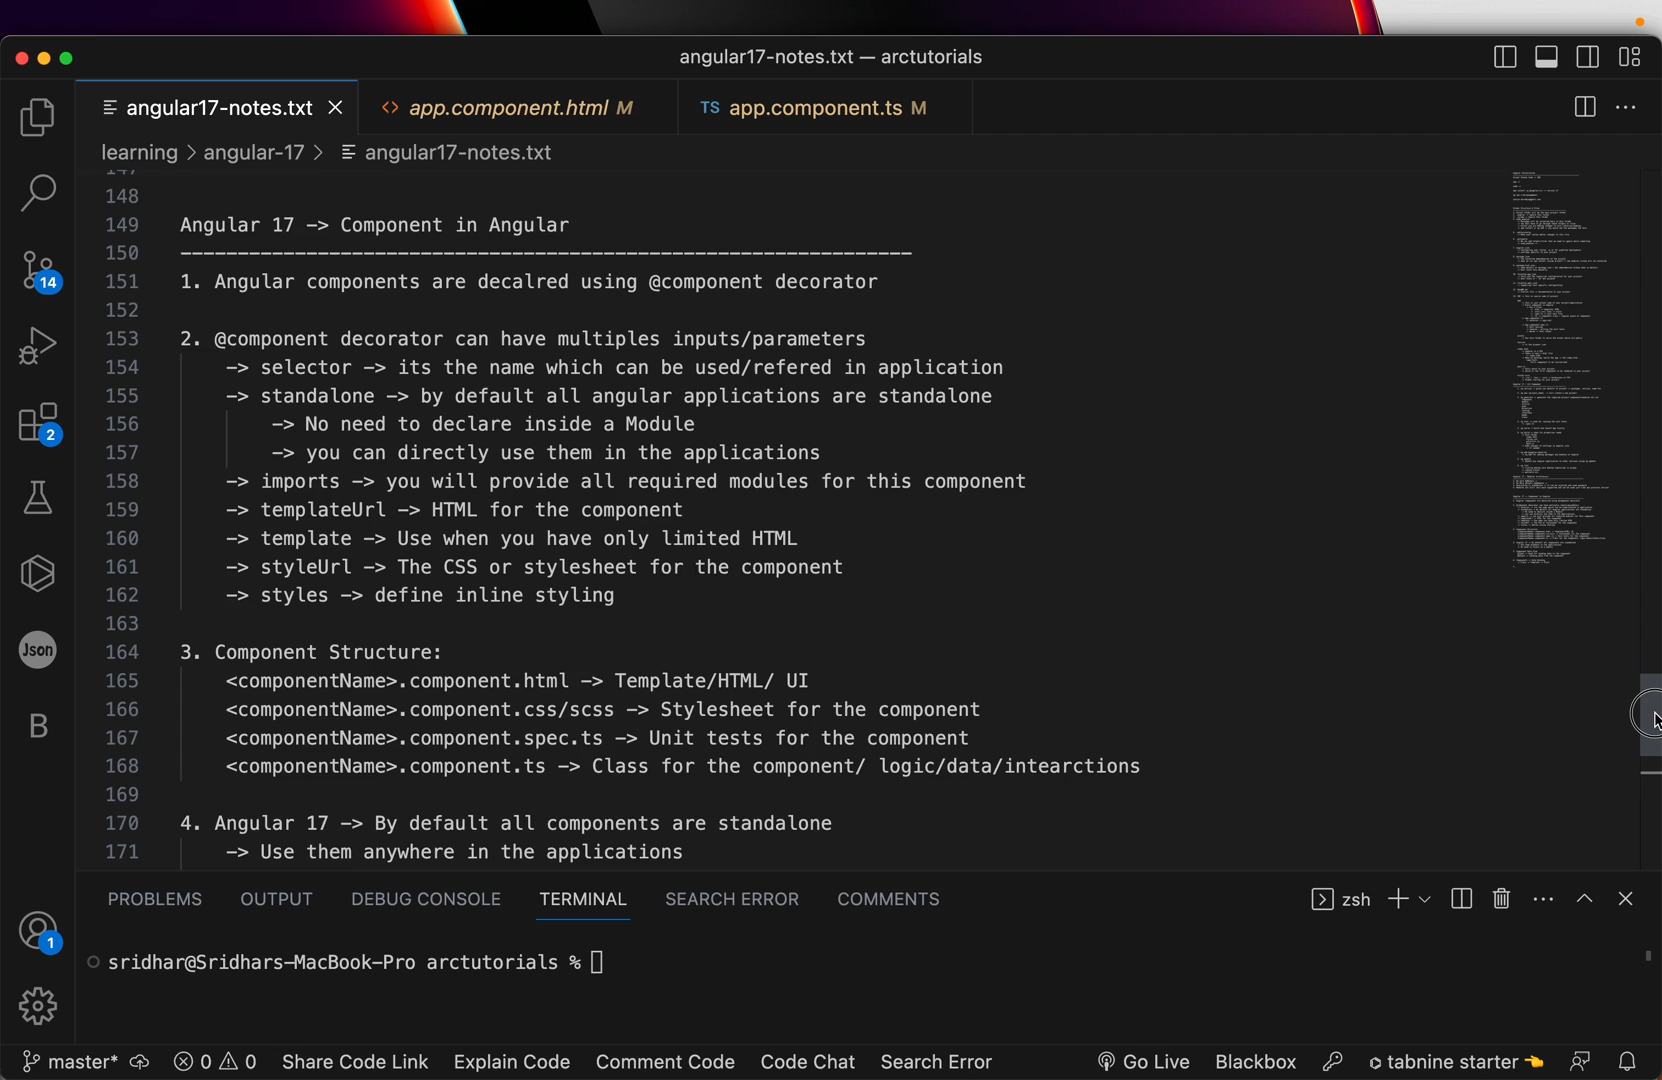 angular17-notes.txt — arctutorials
angular17-notes.txt
app.component.html M
TS app.component.ts M
learning > angular-17 > angular17-notes.txt
147
148
149 Angular 17 -> Component in Angular
150 ----------------------------------------------------------------
151 1. Angular components are decalred using @component decorator
152
153 2. @component decorator can have multiples inputs/parameters
154 -> selector -> its the name which can be used/refered in application
155 -> standalone -> by default all angular applications are standalone
156 -> No need to declare inside a Module
157 -> you can directly use them in the applications
158 -> imports -> you will provide all required modules for this component
159 -> templateUrl -> HTML for the component
160 -> template -> Use when you have only limited HTML
161 -> styleUrl -> The CSS or stylesheet for the component
162 -> styles -> define inline styling
163
164 3. Component Structure:
165 <componentName>.component.html -> Template/HTML/ UI
166 <componentName>.component.css/scss -> Stylesheet for the component
167 <componentName>.component.spec.ts -> Unit tests for the component
168 <componentName>.component.ts -> Class for the component/ logic/data/intearctions
169
170 4. Angular 17 -> By default all components are standalone
171 -> Use them anywhere in the applications
14
2
Json
B
1
PROBLEMS OUTPUT DEBUG CONSOLE TERMINAL SEARCH ERROR COMMENTS
zsh
sridhar@Sridhars-MacBook-Pro arctutorials %
master* 0 0 Share Code Link Explain Code Comment Code Code Chat Search Error Go Live Blackbox tabnine starter